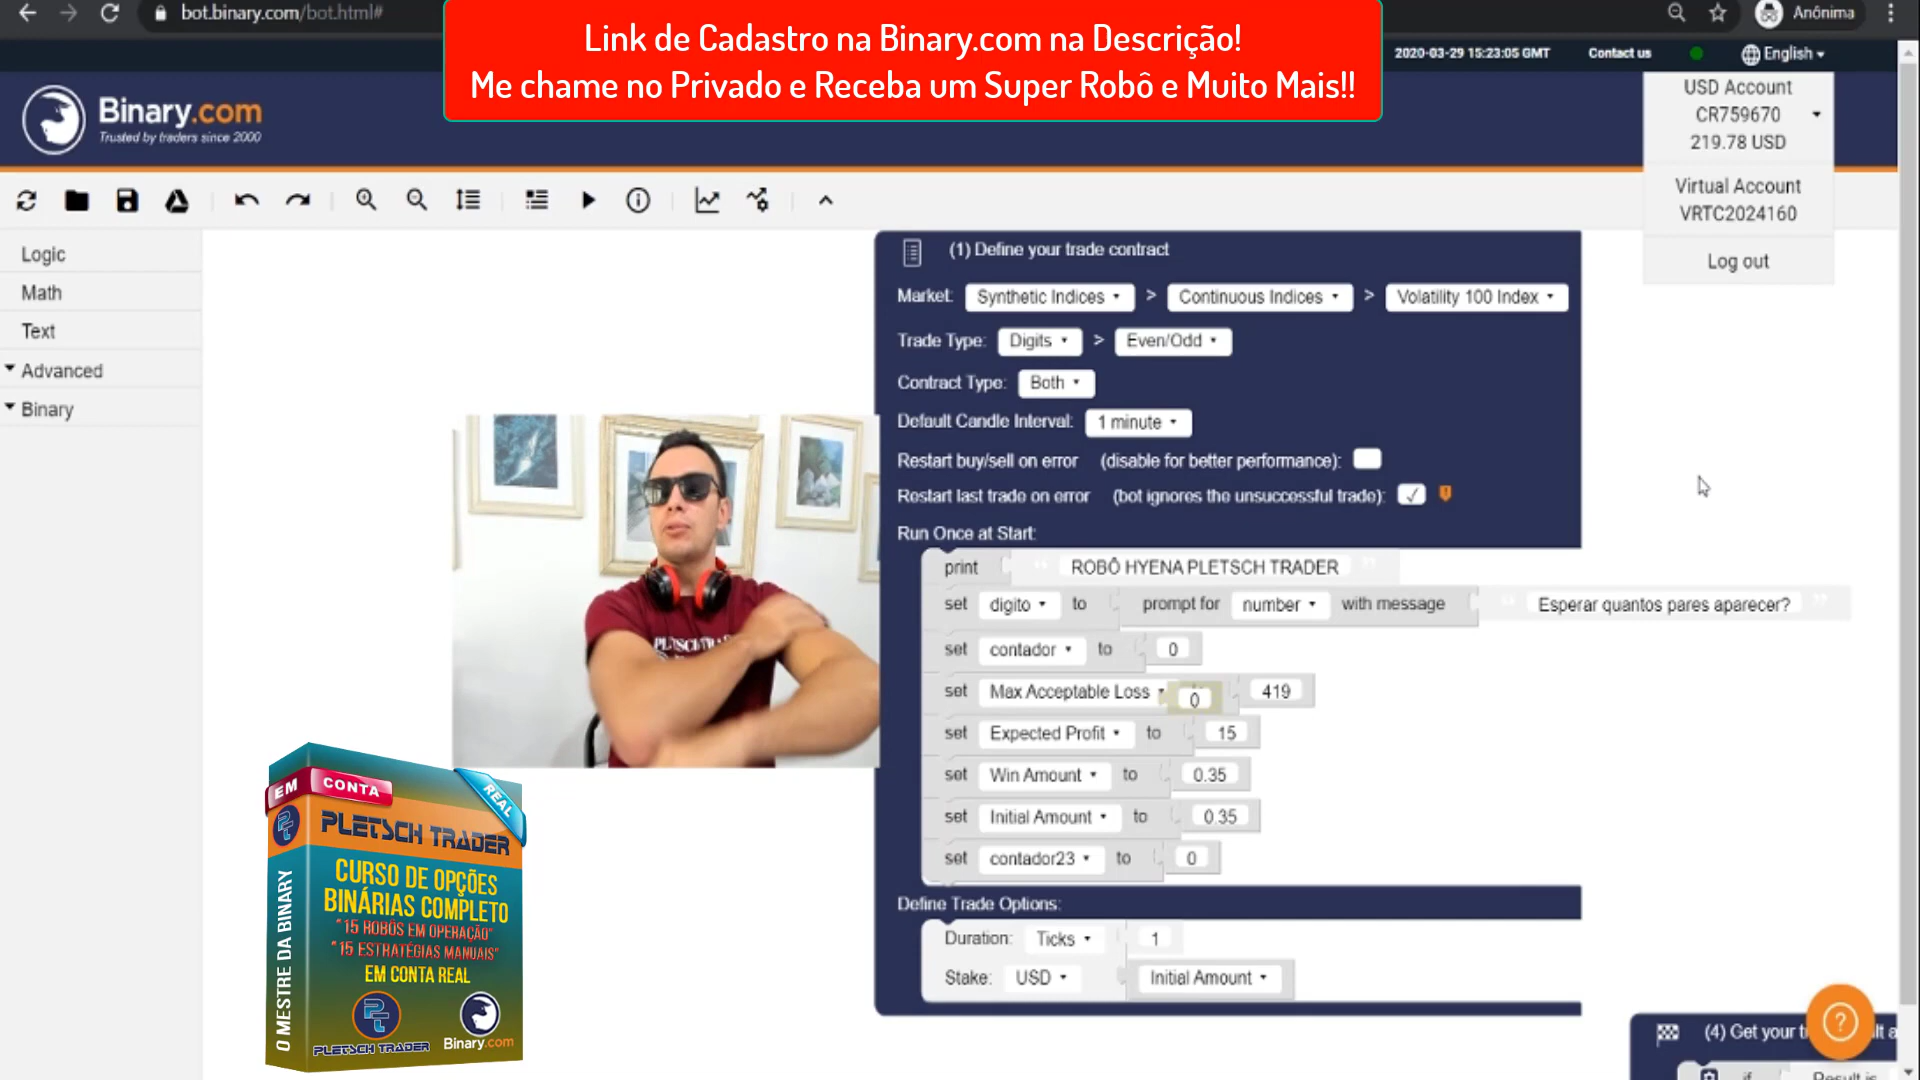 bot.binary.com/bot.html#
Anônima
Link de Cadastro na Binary.com na Descrição!
Me chame no Privado e Receba um Super Robô e Muito Mais!!
2020-03-29 15:23:05 GMT
Contact us
English
Binary.com
Trusted by traders since 2000
USD Account
CR759670
219.78 USD
Virtual Account
VRTC2024160
Log out
Logic
Math
Text
Advanced
Binary
(1) Define your trade contract
Market: Synthetic Indices > Continuous Indices > Volatility 100 Index
Trade Type: Digits > Even/Odd
Contract Type: Both
Default Candle Interval: 1 minute
Restart buy/sell on error (disable for better performance):
Restart last trade on error (bot ignores the unsuccessful trade):
Run Once at Start:
print “ ROBÔ HYENA PLETSCH TRADER ”
set digito to prompt for number with message “ Esperar quantos pares aparecer? ”
set contador to 0
set Max Acceptable Loss 0 419
set Expected Profit to 15
set Win Amount to 0.35
set Initial Amount to 0.35
set contador23 to 0
Define Trade Options:
Duration: Ticks 1
Stake: USD Initial Amount
(4) Get your
if Result is
EM CONTA REAL
PLETSCH TRADER
CURSO DE OPÇÕES
BINÁRIAS COMPLETO
"15 ROBÔS EM OPERAÇÃO"
"15 ESTRATÉGIAS MANUAIS"
EM CONTA REAL
PLETSCH TRADER
Binary.com
O MESTRE DA BINARY